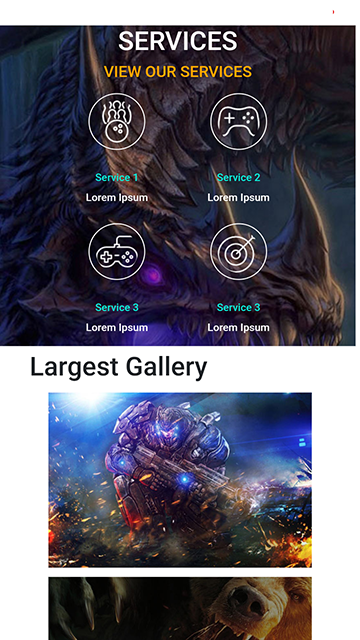 SERVICES
VIEW OUR SERVICES
Service 1
Service 2
Lorem Ipsum
Lorem Ipsum
Service 3
Service 3
Lorem Ipsum
Lorem Ipsum
Largest Gallery